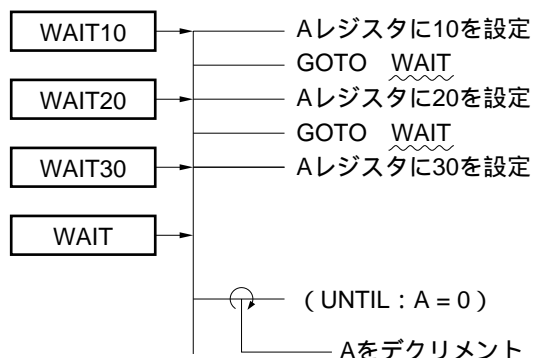 WAIT10 Aレジスタに10を設定
GOTO WAIT
WAIT20 Aレジスタに20を設定
GOTO WAIT
WAIT30 Aレジスタに30を設定
WAIT
(UNTIL:A=0)
Aをデクリメント